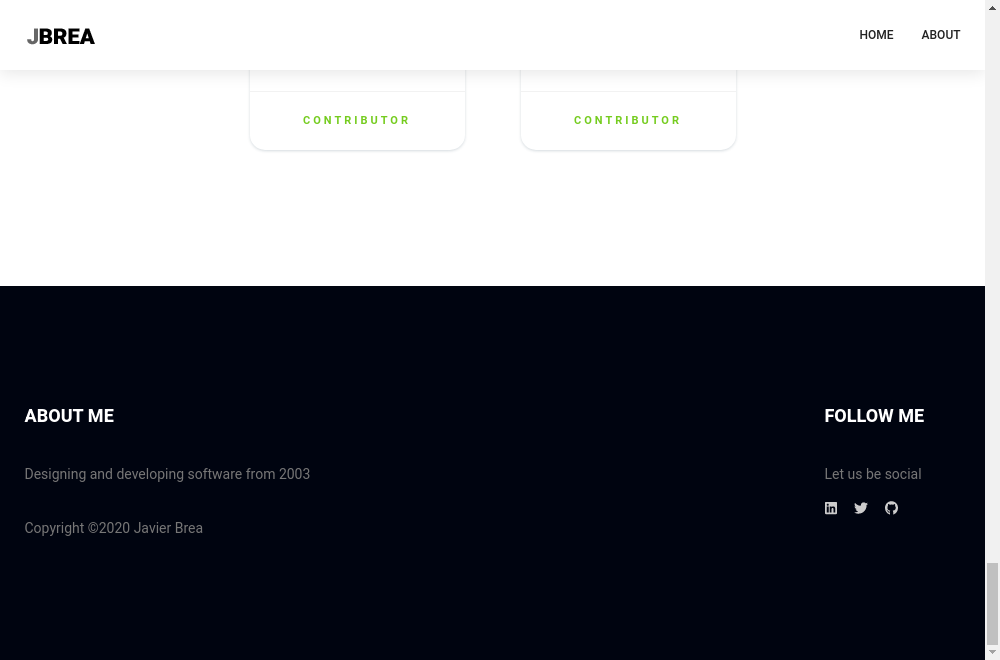 JBREA
HOME
ABOUT
CONTRIBUTOR
CONTRIBUTOR
ABOUT ME
Designing and developing software from 2003
Copyright ©2020 Javier Brea
FOLLOW ME
Let us be social